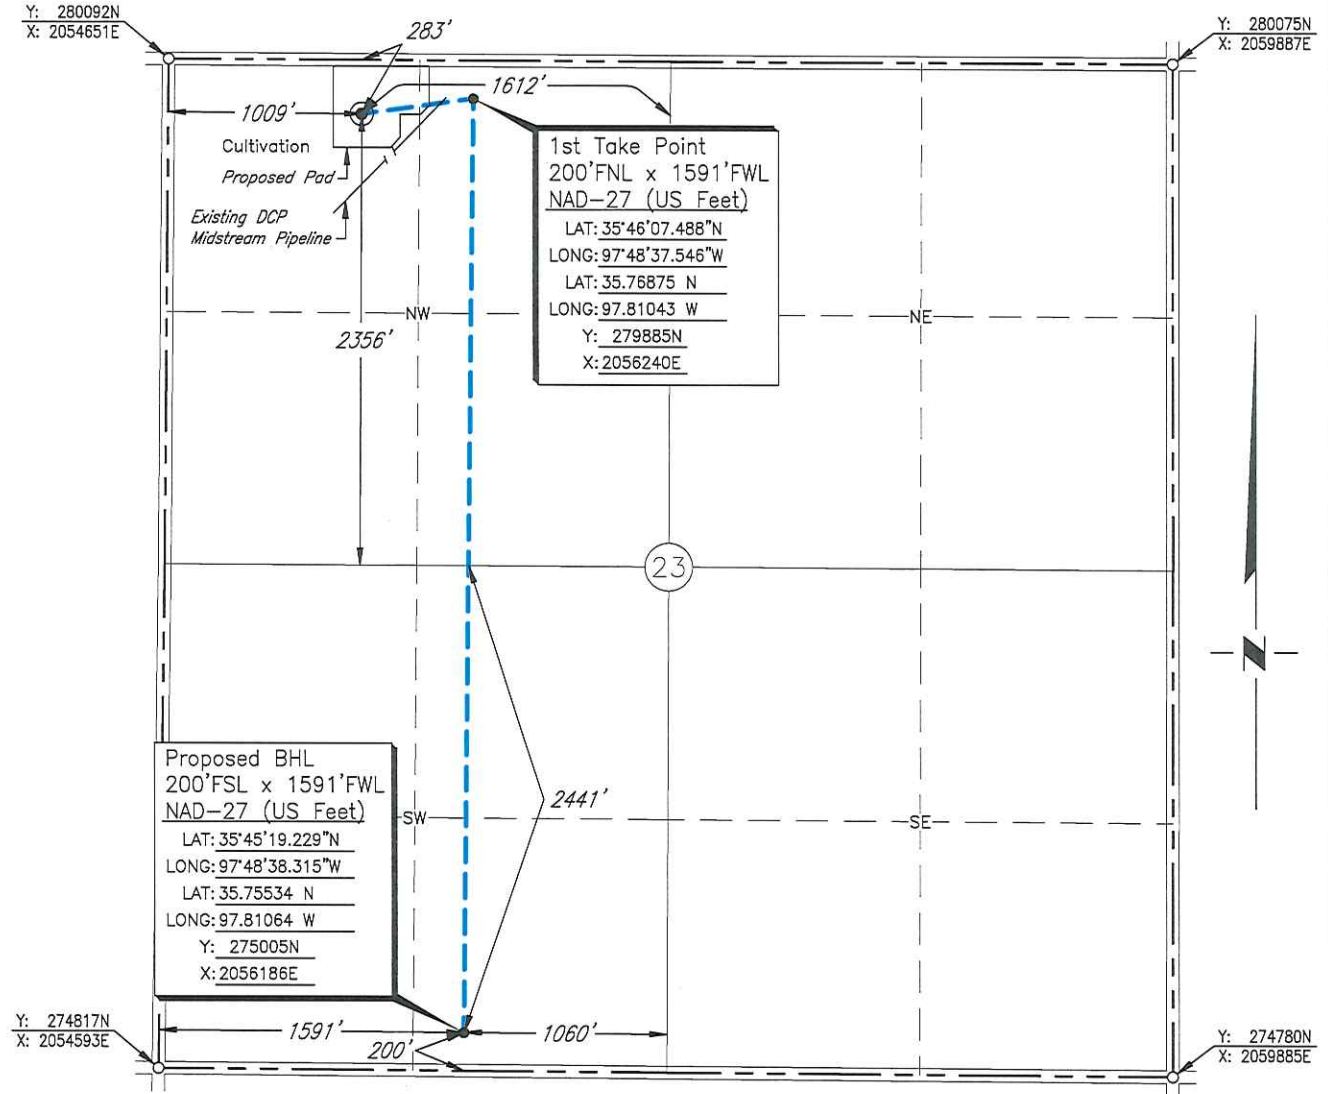 Y: 280092N
X: 2054651E
283'
Y: 280075N
X: 2059887E
1009'
1612'
Cultivation
Proposed Pad
Existing DCP
Midstream Pipeline
1st Take Point
200'FNL x 1591'FWL
NAD-27 (US Feet)
LAT: 35°46'07.488"N
LONG: 97°48'37.546"W
LAT: 35.76875 N
LONG: 97.81043 W
Y: 279885N
X: 2056240E
NW
NE
2356'
23
N
Proposed BHL
200'FSL x 1591'FWL
NAD-27 (US Feet)
LAT: 35°45'19.229"N
LONG: 97°48'38.315"W
LAT: 35.75534 N
LONG: 97.81064 W
Y: 275005N
X: 2056186E
SW
2441'
SE
Y: 274817N
X: 2054593E
1591'
1060'
200'
Y: 274780N
X: 2059885E